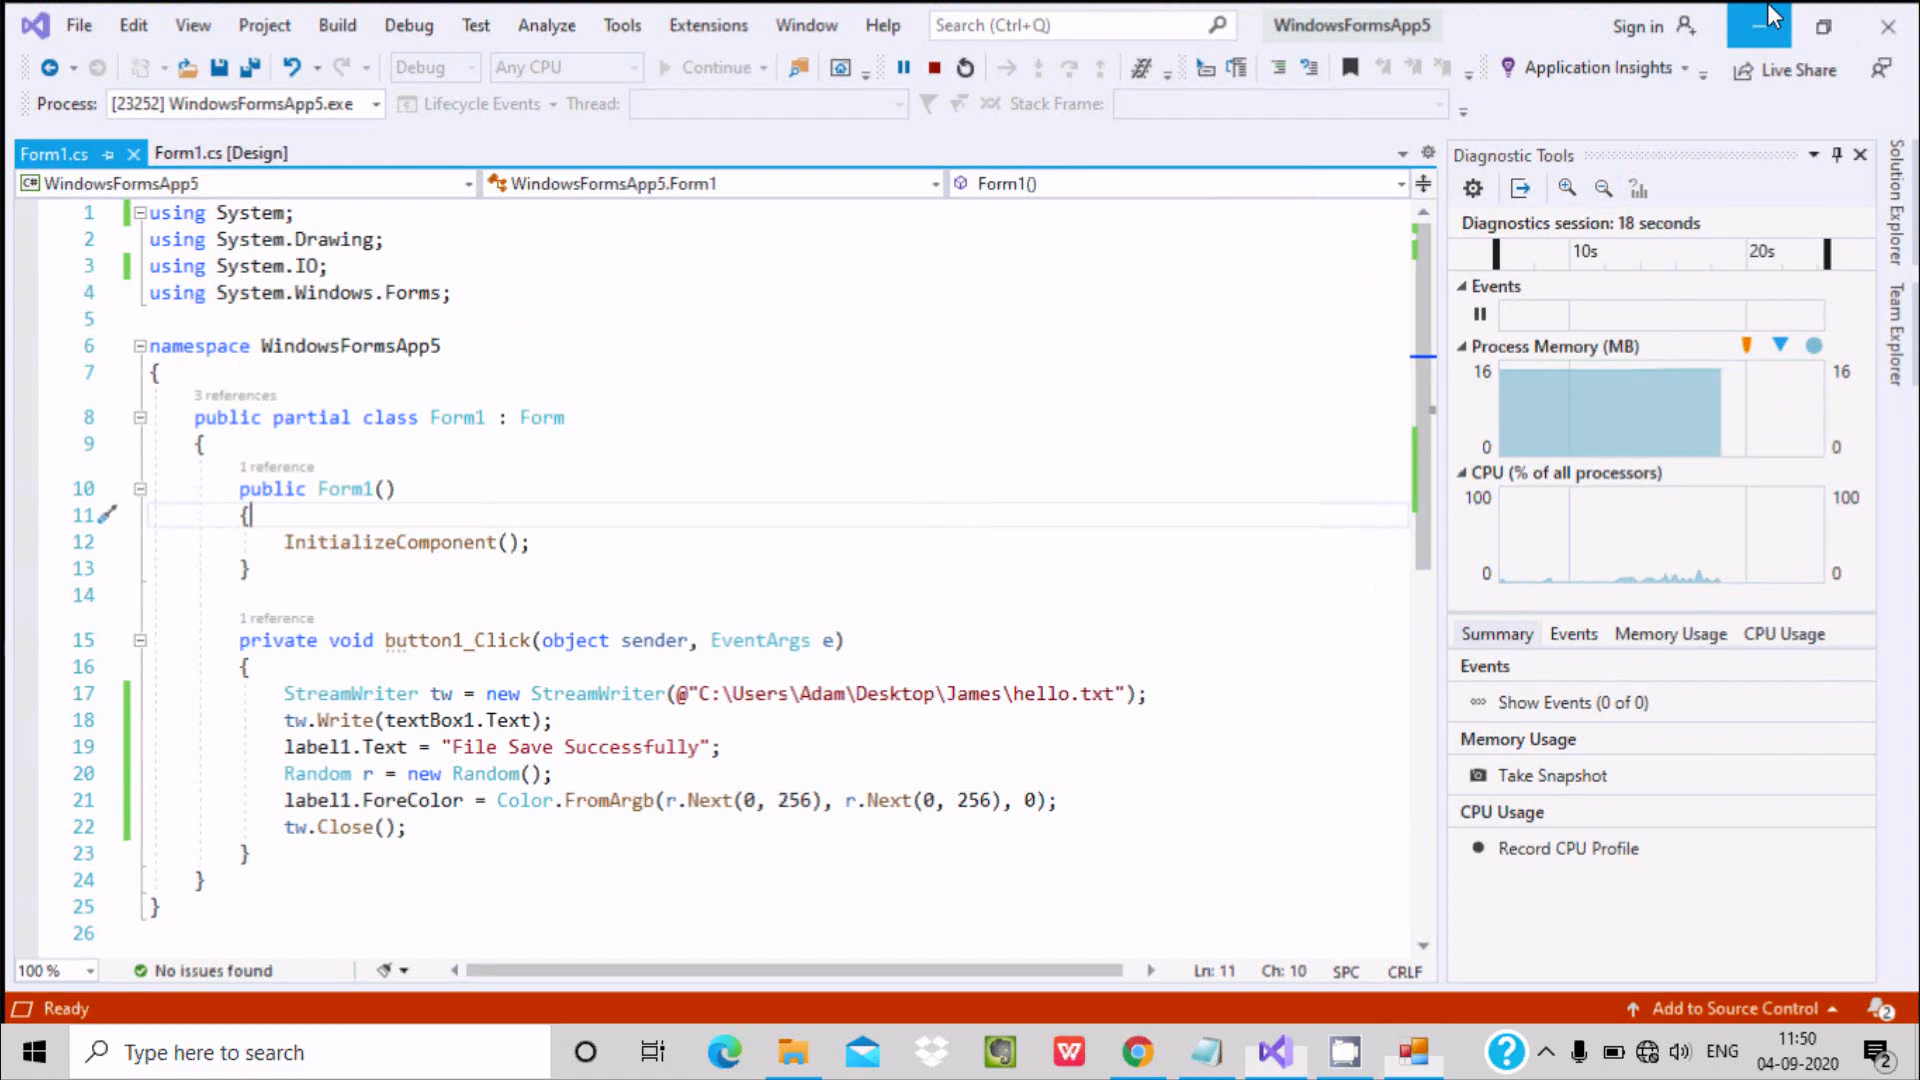 File Edit View Project Build Debug Test Analyze Tools Extensions Window Help Search (Ctrl+Q) WindowsFormsApp5 Sign in
Debug Any CPU Continue Application Insights Live Share
Process: [23252] WindowsFormsApp5.exe Lifecycle Events Thread: Stack Frame:
Form1.cs Form1.cs [Design]
C# WindowsFormsApp5 WindowsFormsApp5.Form1 Form1()
1 using System;
2 using System.Drawing;
3 using System.IO;
4 using System.Windows.Forms;
5
6 namespace WindowsFormsApp5
7 {
3 references
8 public partial class Form1 : Form
9 {
1 reference
10 public Form1()
11 {
12 InitializeComponent();
13 }
14
1 reference
15 private void button1_Click(object sender, EventArgs e)
16 {
17 StreamWriter tw = new StreamWriter(@"C:\Users\Adam\Desktop\James\hello.txt");
18 tw.Write(textBox1.Text);
19 label1.Text = "File Save Successfully";
20 Random r = new Random();
21 label1.ForeColor = Color.FromArgb(r.Next(0, 256), r.Next(0, 256), 0);
22 tw.Close();
23 }
24 }
25 }
26
100 % No issues found Ln: 11 Ch: 10 SPC CRLF
Diagnostic Tools
Diagnostics session: 18 seconds
10s 20s
Events
Process Memory (MB)
16 16
0 0
CPU (% of all processors)
100 100
0 0
Summary Events Memory Usage CPU Usage
Events
Show Events (0 of 0)
Memory Usage
Take Snapshot
CPU Usage
Record CPU Profile
Solution Explorer
Team Explorer
Ready Add to Source Control 2
Type here to search W ? ENG 11:50
04-09-2020 2